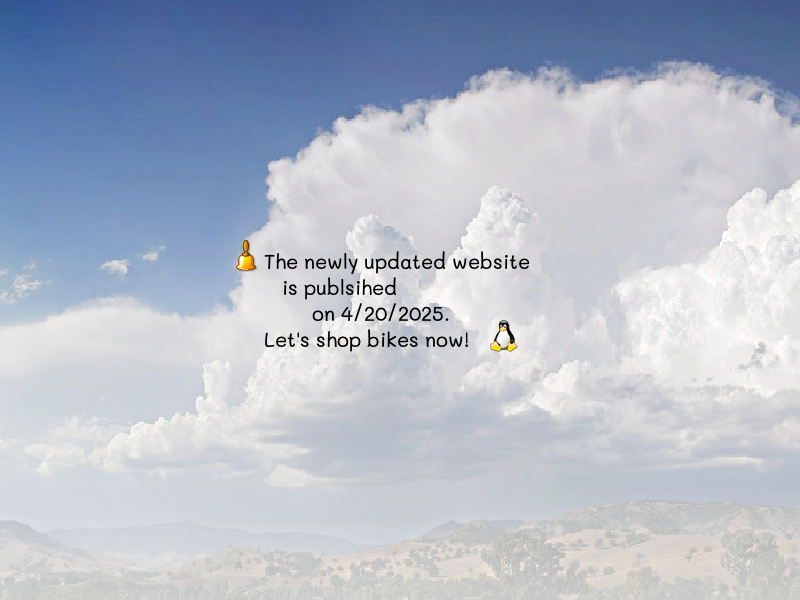 🔔 The newly updated website
is publsihed
on 4/20/2025.
Let's shop bikes now! 🐧